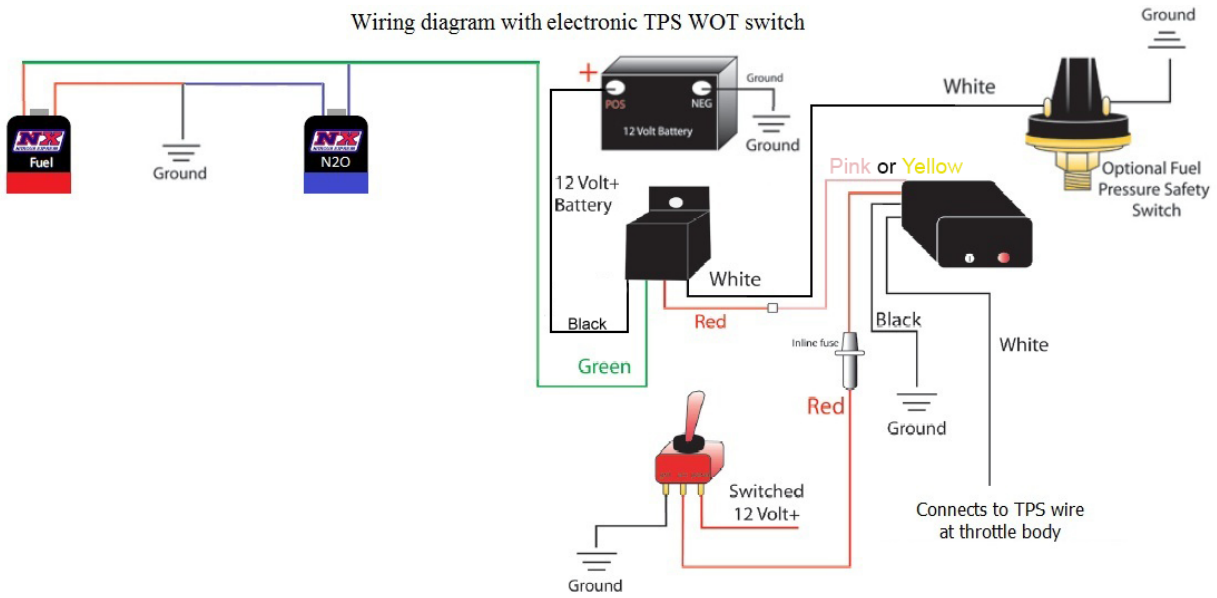 Wiring diagram with electronic TPS WOT switch
Ground
White
+
POS
NEG
Ground
12 Volt Battery
Ground
NX
Fuel
NX
N2O
Ground
12 Volt+
Battery
Pink or Yellow
Optional Fuel
Pressure Safety
Switch
White
Black
Red
Black
Inline fuse
White
Green
Red
Ground
Switched
12 Volt+
Connects to TPS wire
at throttle body
Ground